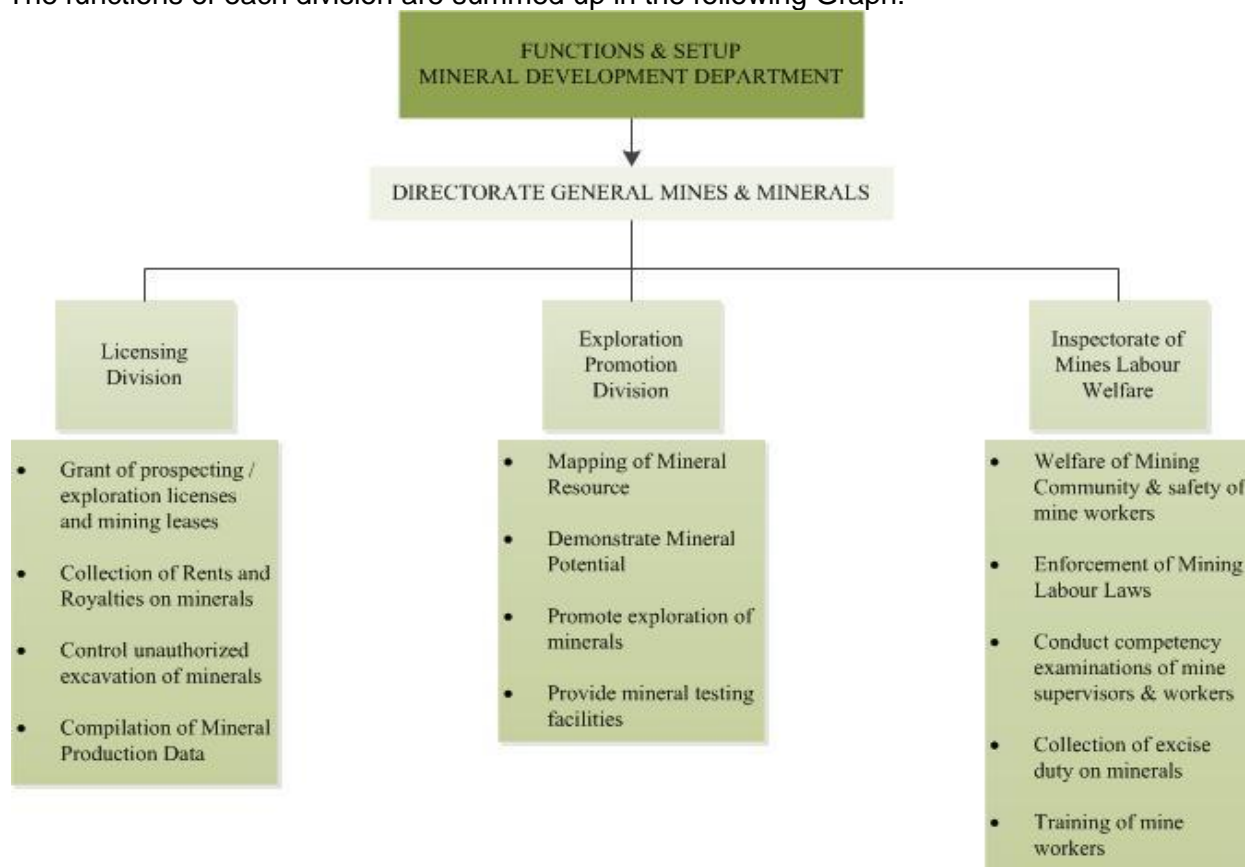 The functions of each division are summed up in the following Graph.
FUNCTIONS & SETUP
MINERAL DEVELOPMENT DEPARTMENT
DIRECTORATE GENERAL MINES & MINERALS
Licensing
Division
• Grant of prospecting /
exploration licenses
and mining leases
• Collection of Rents and
Royalties on minerals
• Control unauthorized
excavation of minerals
• Compilation of Mineral
Production Data
Exploration
Promotion
Division
• Mapping of Mineral
Resource
• Demonstrate Mineral
Potential
• Promote exploration of
minerals
• Provide mineral testing
facilities
Inspectorate of
Mines Labour
Welfare
• Welfare of Mining
Community & safety of
mine workers
• Enforcement of Mining
Labour Laws
• Conduct competency
examinations of mine
supervisors & workers
• Collection of excise
duty on minerals
• Training of mine
workers